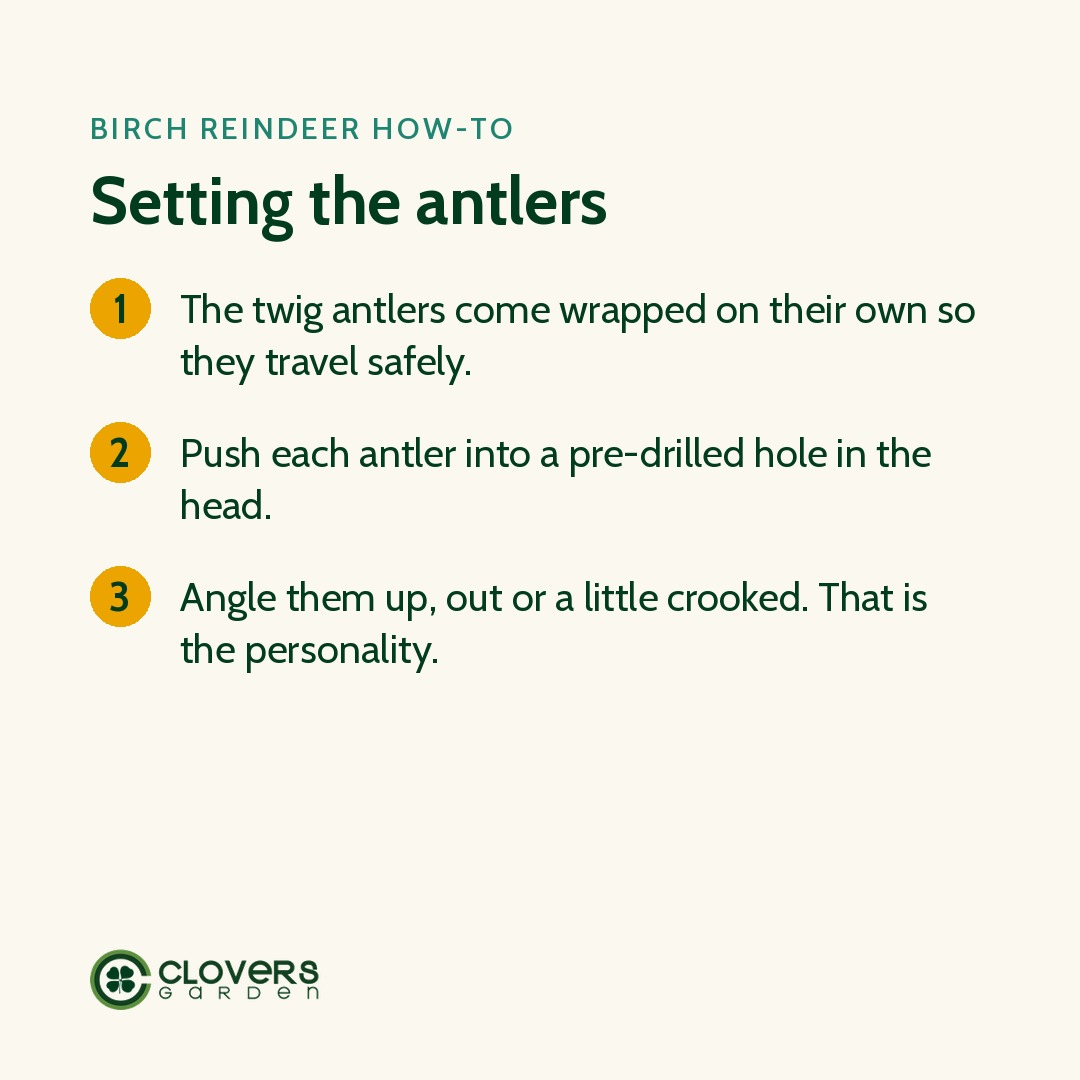 BIRCH REINDEER HOW-TO
Setting the antlers
1 The twig antlers come wrapped on their own so
they travel safely.
2 Push each antler into a pre-drilled hole in the
head.
3 Angle them up, out or a little crooked. That is
the personality.
CLOVERS
GARDEN